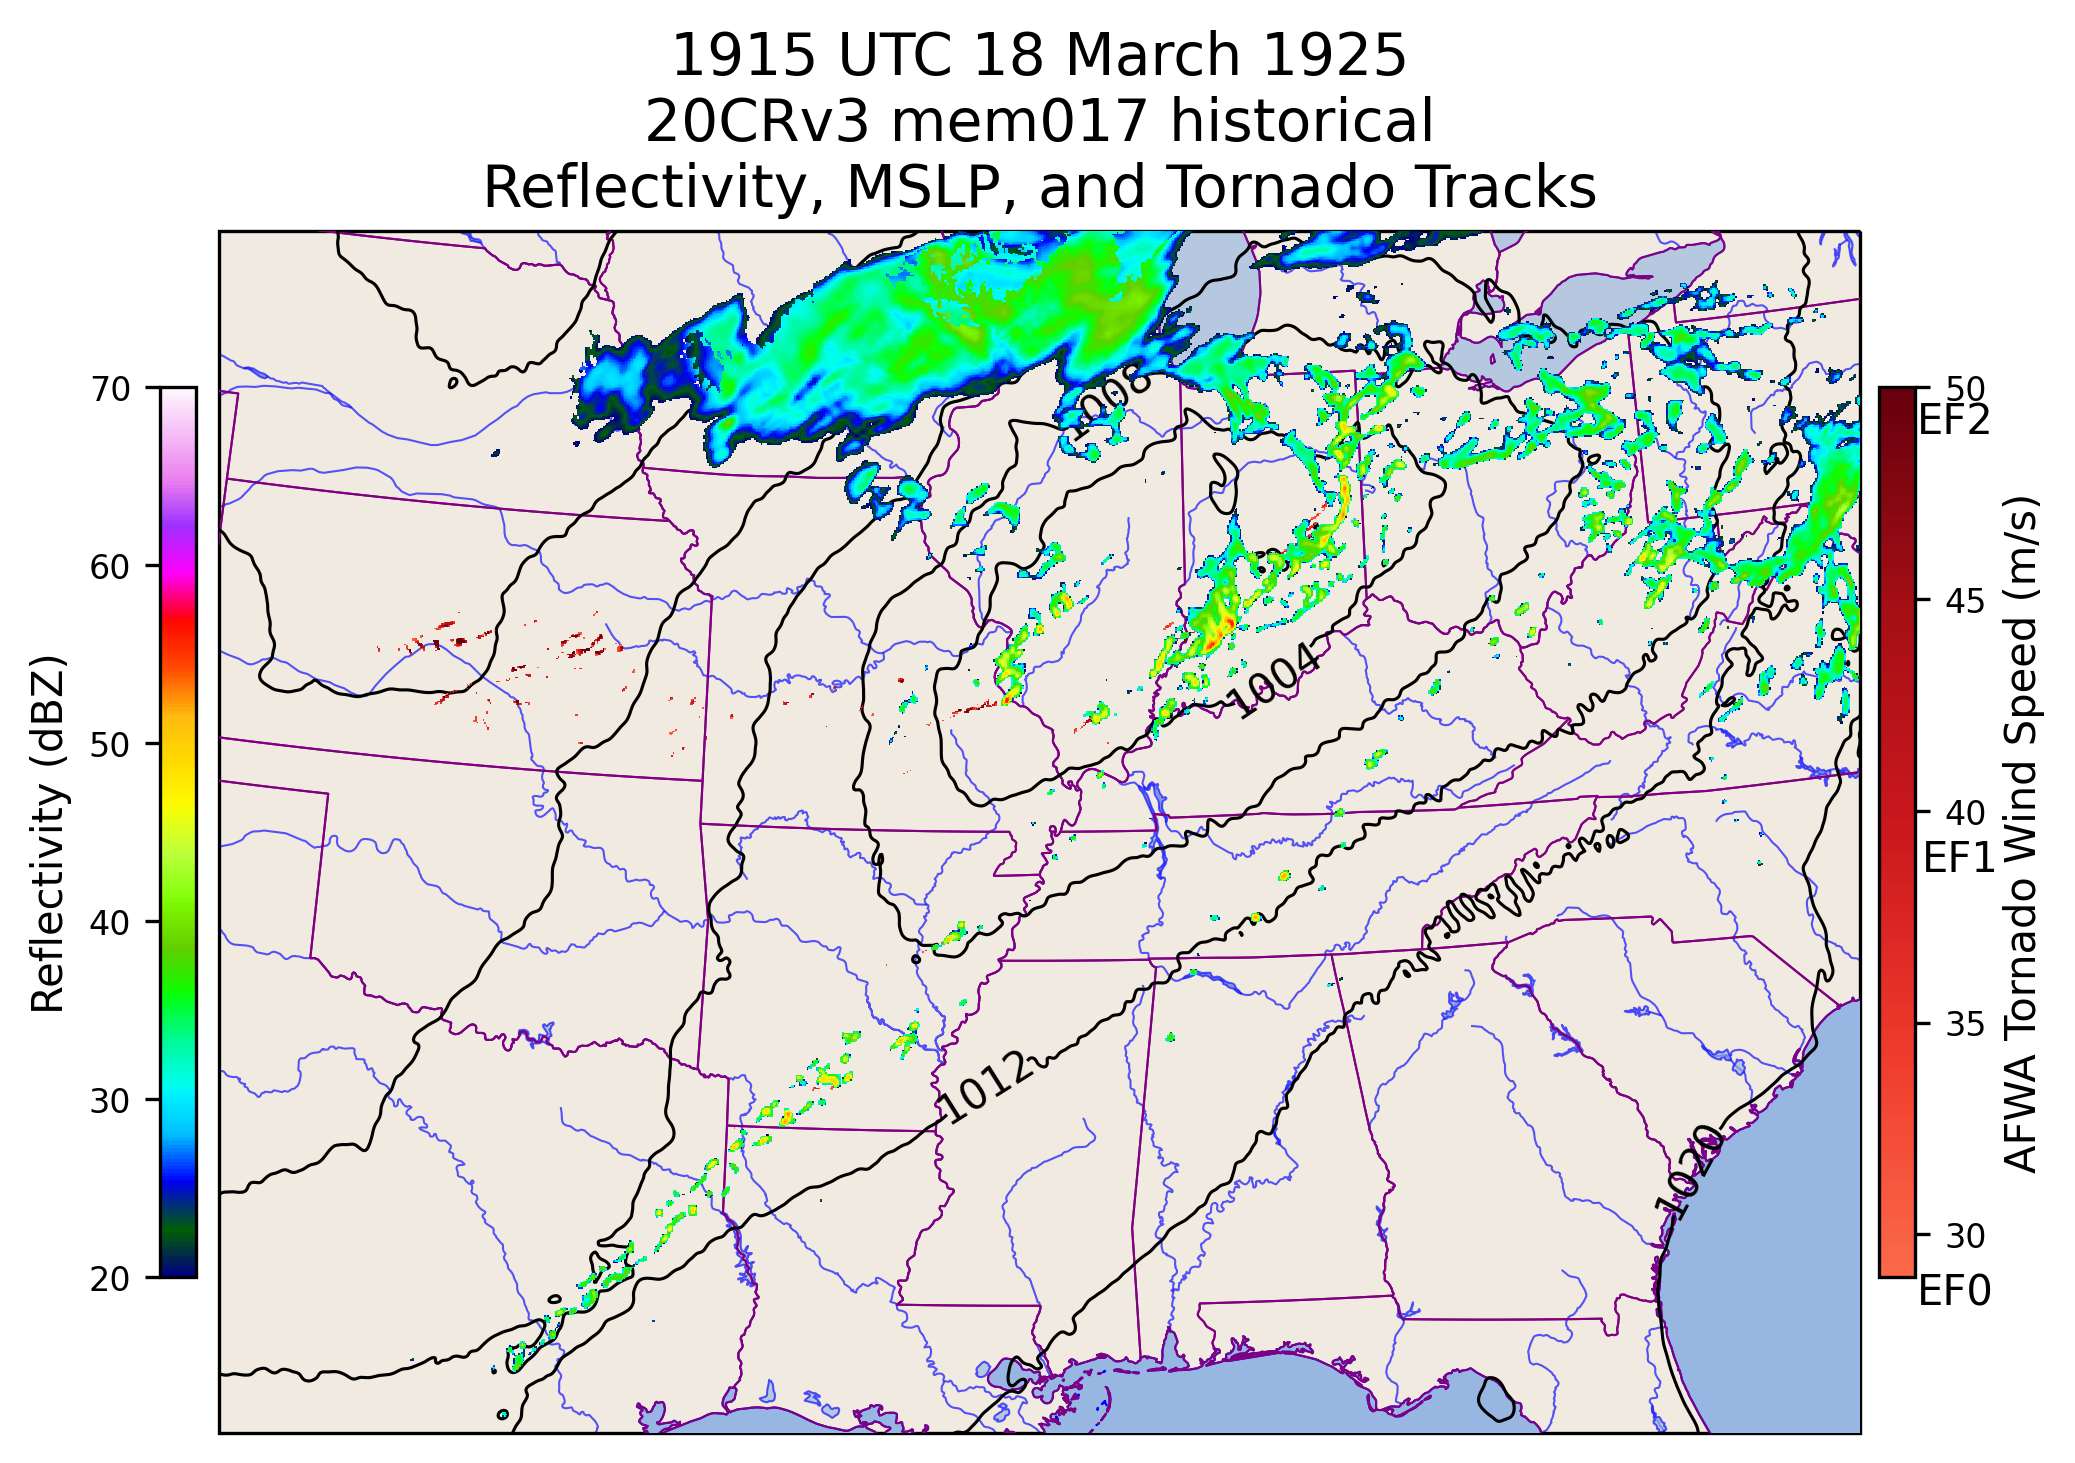 1915 UTC 18 March 1925
20CRv3 mem017 historical
Reflectivity, MSLP, and Tornado Tracks
Reflectivity (dBZ)
70
60
50
40
30
20
1008
1004
1012
1020
50
EF2
45
40
EF1
35
30
EF0
AFWA Tornado Wind Speed (m/s)